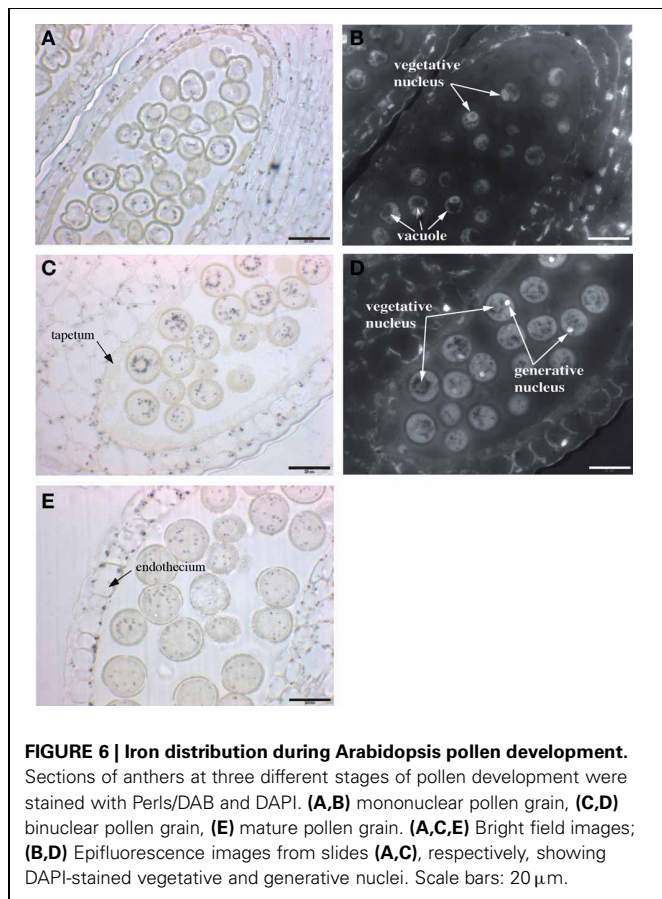 A
B
vegetative
nucleus
vacuole
C
tapetum
D
vegetative
nucleus
generative
nucleus
E
endothecium
FIGURE 6 | Iron distribution during Arabidopsis pollen development.
Sections of anthers at three different stages of pollen development were
stained with Perls/DAB and DAPI. (A,B) mononuclear pollen grain, (C,D)
binuclear pollen grain, (E) mature pollen grain. (A,C,E) Bright field images;
(B,D) Epifluorescence images from slides (A,C), respectively, showing
DAPI-stained vegetative and generative nuclei. Scale bars: 20 μm.